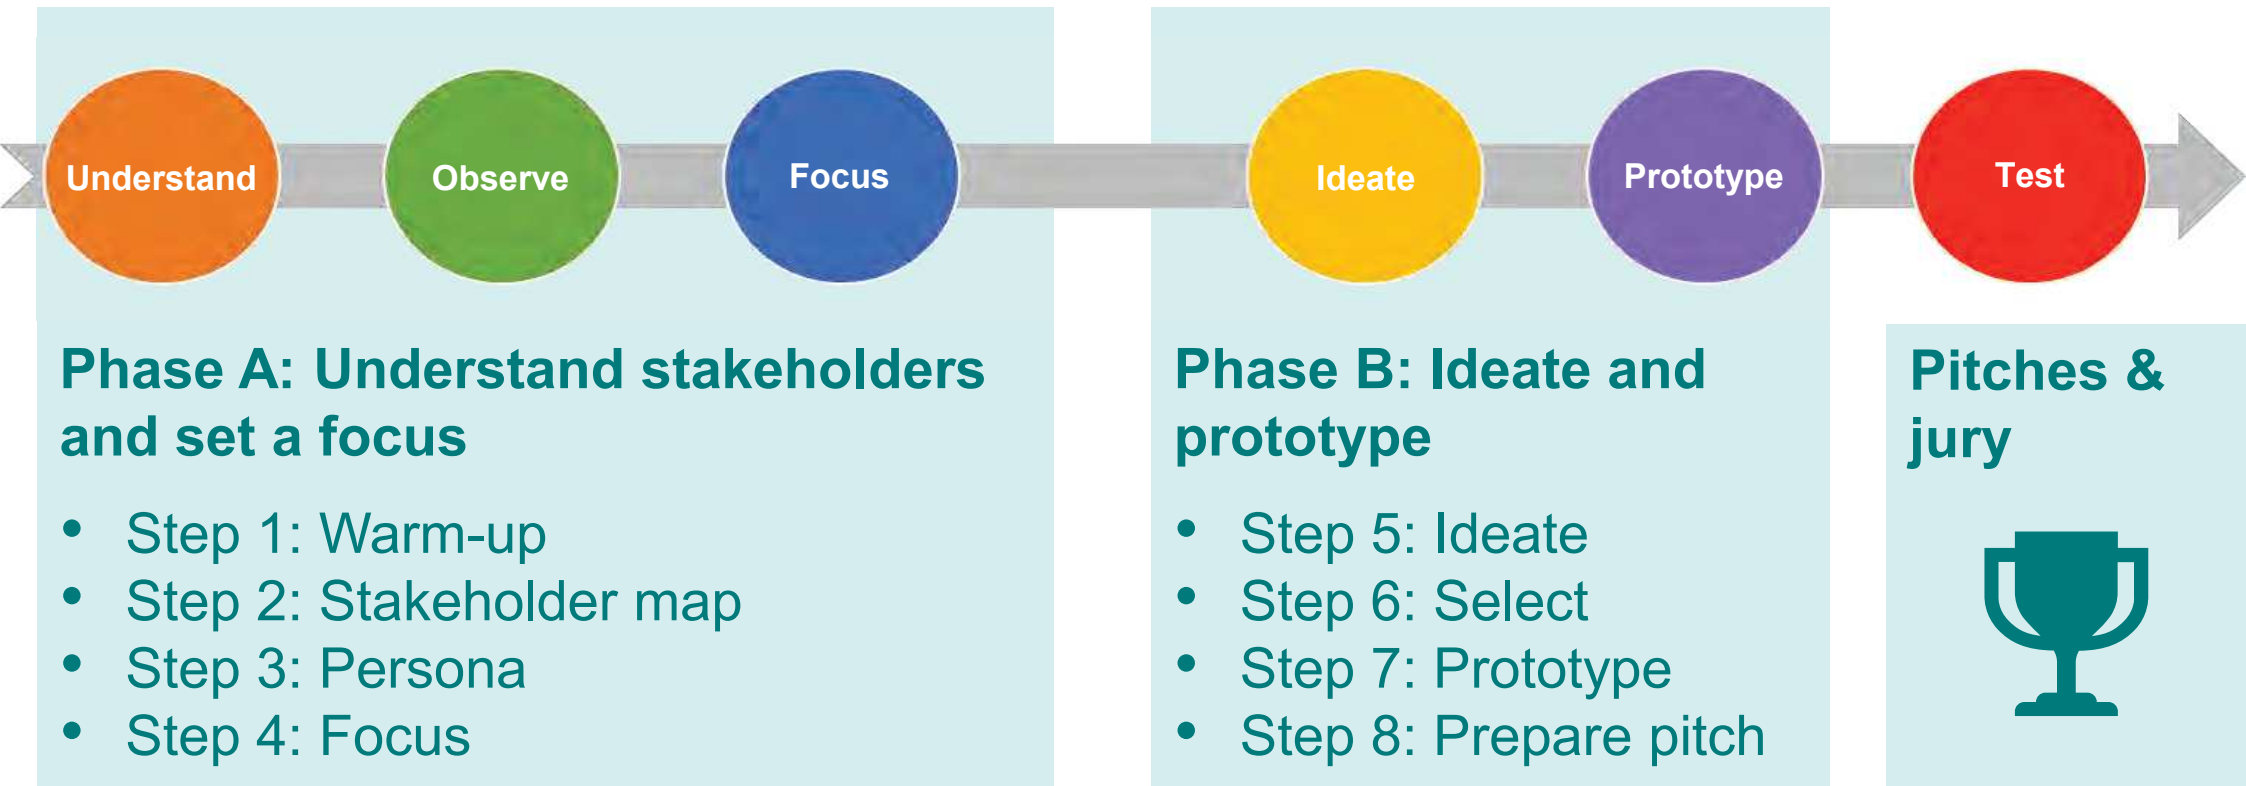 Understand
Observe
Focus
Ideate
Prototype
Test
Phase A: Understand stakeholders
and set a focus
• Step 1: Warm-up
• Step 2: Stakeholder map
• Step 3: Persona
• Step 4: Focus
Phase B: Ideate and
prototype
• Step 5: Ideate
• Step 6: Select
• Step 7: Prototype
• Step 8: Prepare pitch
Pitches &
jury